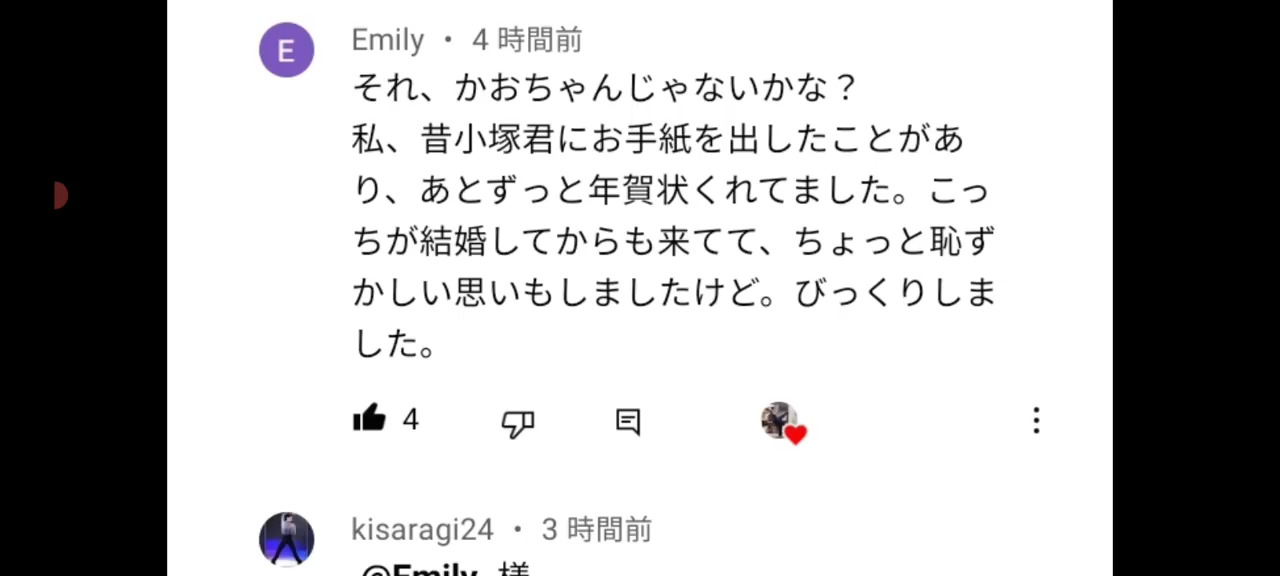 E
Emily ・ 4 時間前
それ、かおちゃんじゃないかな？
私、昔小塚君にお手紙を出したことがあ
り、あとずっと年賀状くれてました。こっ
ちが結婚してからも来てて、ちょっと恥ず
かしい思いもしましたけど。びっくりしま
した。
4
kisaragi24 ・ 3 時間前
@Emily 様